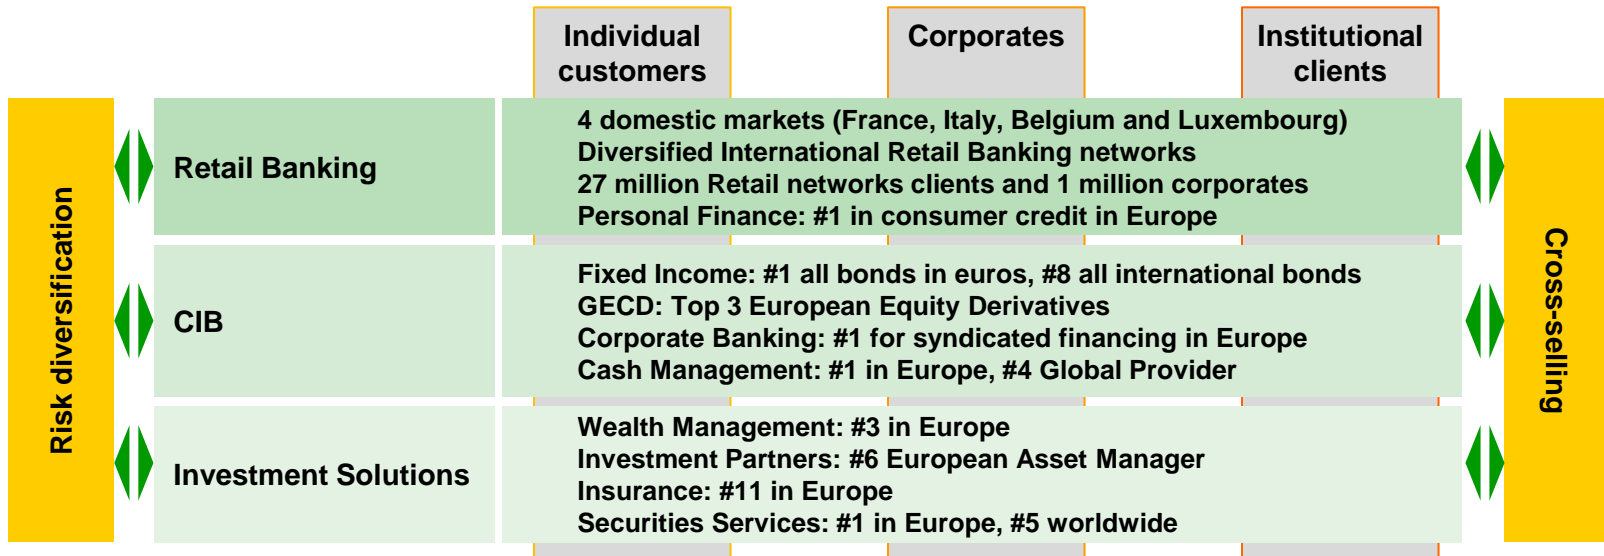 Individual
customers
Corporates
Institutional
clients
Risk diversification
Retail Banking
4 domestic markets (France, Italy, Belgium and Luxembourg)
Diversified International Retail Banking networks
27 million Retail networks clients and 1 million corporates
Personal Finance: #1 in consumer credit in Europe
CIB
Fixed Income: #1 all bonds in euros, #8 all international bonds
GECD: Top 3 European Equity Derivatives
Corporate Banking: #1 for syndicated financing in Europe
Cash Management: #1 in Europe, #4 Global Provider
Investment Solutions
Wealth Management: #3 in Europe
Investment Partners: #6 European Asset Manager
Insurance: #11 in Europe
Securities Services: #1 in Europe, #5 worldwide
Cross-selling